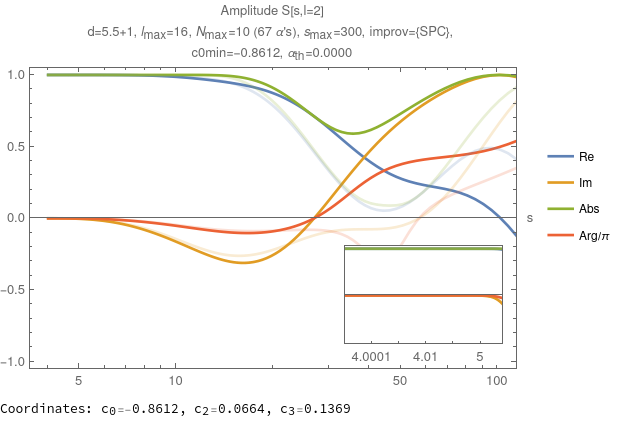 Amplitude S[s,l=2]
d=5.5+1, lmax=16, Nmax=10 (67 α's), smax=300, improv={SPC},
c0min=-0.8612, αth=0.0000
1.0
0.5
0.0
-0.5
-1.0
s
5
10
50
100
4.0001
4.01
5
Re
Im
Abs
Arg/π
Coordinates: c0=-0.8612, c2=0.0664, c3=0.1369